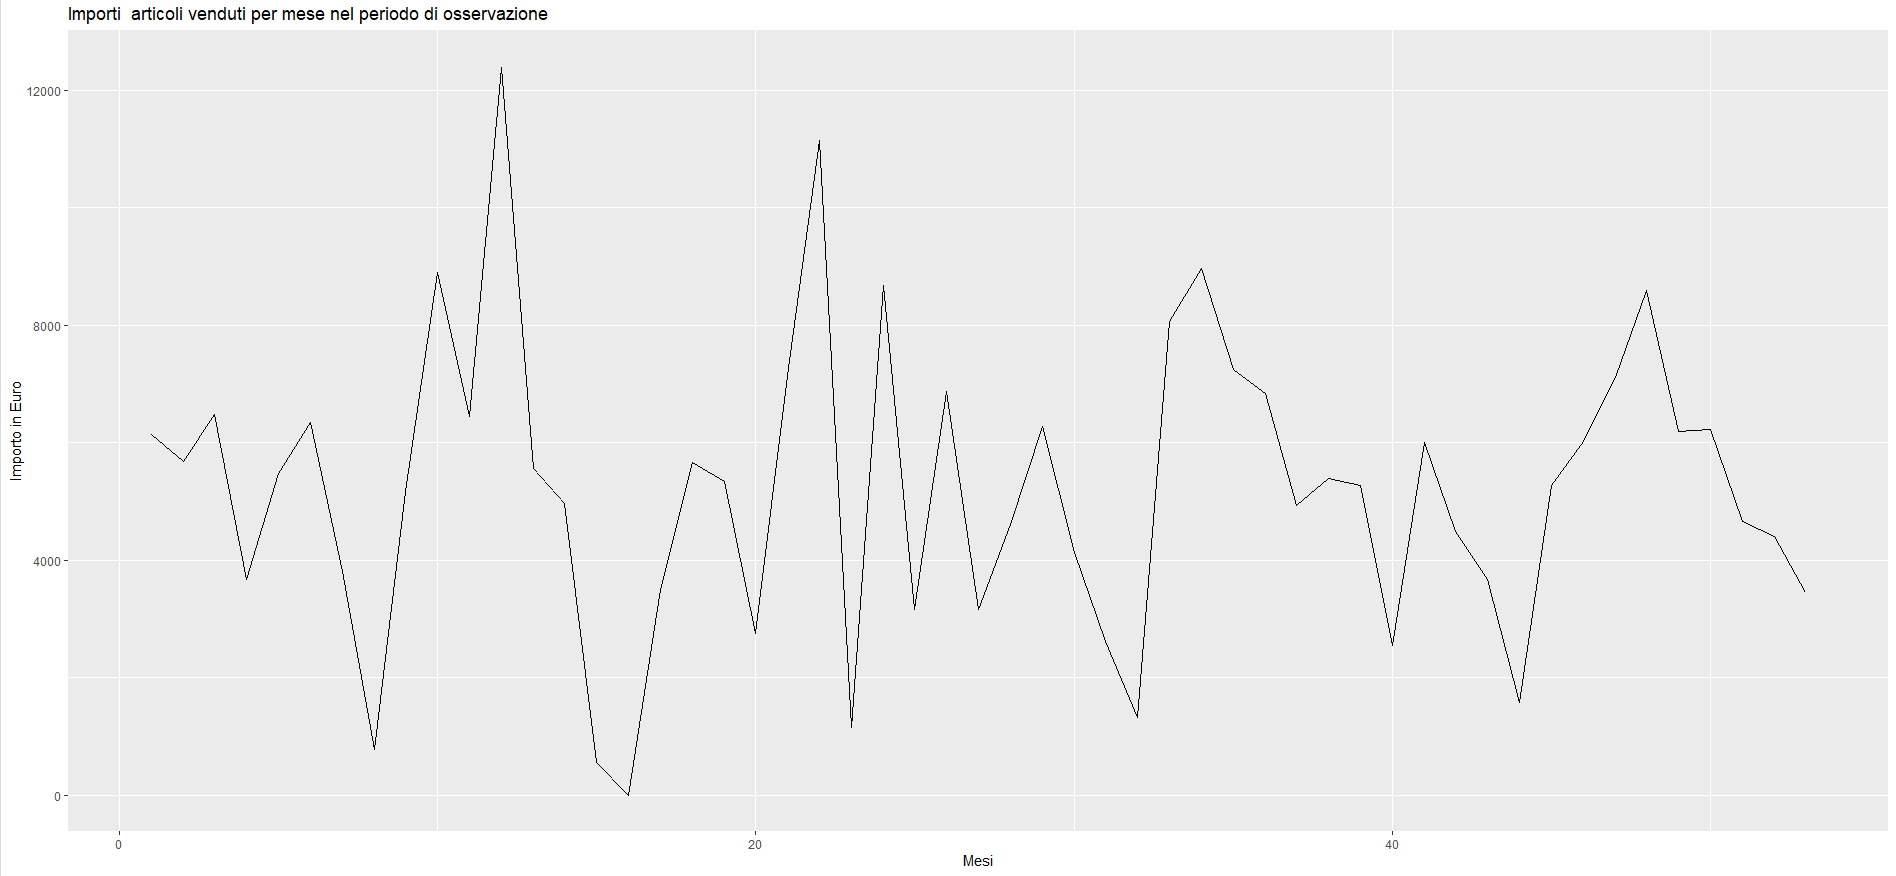 Importi  articoli venduti per mese nel periodo di osservazione
12000
8000
4000
0
Importo in Euro
0
20
40
Mesi